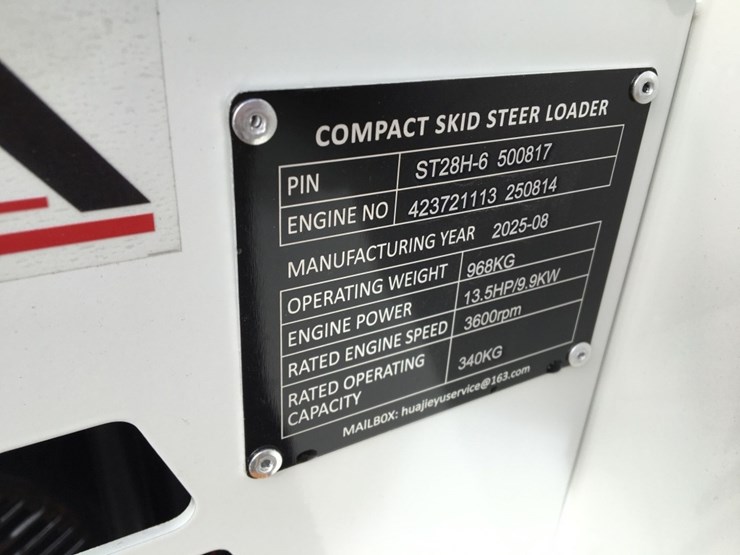 COMPACT SKID STEER LOADER
PIN ST28H-6 500817
ENGINE NO 423721113 250814
MANUFACTURING YEAR 2025-08
OPERATING WEIGHT 968KG
ENGINE POWER 13.5HP/9.9KW
RATED ENGINE SPEED 3600rpm
RATED OPERATING CAPACITY 340KG
MAILBOX: huajieyuservice@163.com